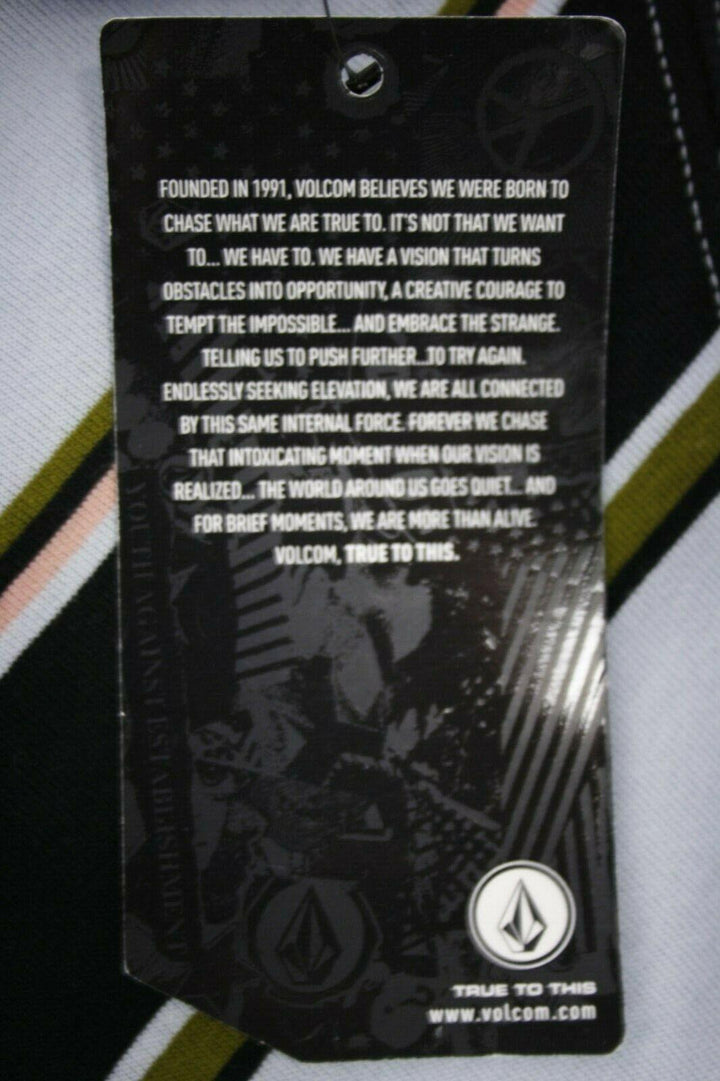 FOUNDED IN 1991, VOLCOM BELIEVES WE WERE BORN TO
CHASE WHAT WE ARE TRUE TO. IT'S NOT THAT WE WANT
TO... WE HAVE TO. WE HAVE A VISION THAT TURNS
OBSTACLES INTO OPPORTUNITY, A CREATIVE COURAGE TO
TEMPT THE IMPOSSIBLE... AND EMBRACE THE STRANGE.
TELLING US TO PUSH FURTHER...TO TRY AGAIN.
ENDLESSLY SEEKING ELEVATION, WE ARE ALL CONNECTED
BY THIS SAME INTERNAL FORCE. FOREVER WE CHASE
THAT INTOXICATING MOMENT WHEN OUR VISION IS
REALIZED... THE WORLD AROUND US GOES QUIET... AND
FOR BRIEF MOMENTS, WE ARE MORE THAN ALIVE.
VOLCOM, TRUE TO THIS.
YOUTH AGAINST ESTABLISHMENT
TRUE TO THIS
www.volcom.com